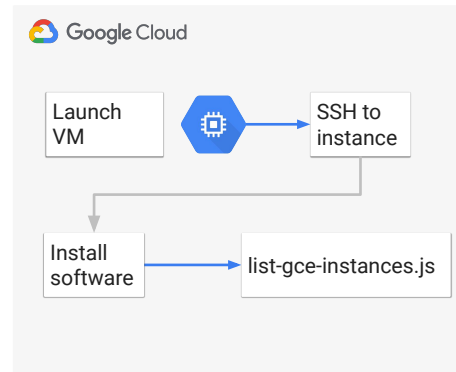 Google Cloud
Launch
VM
SSH to
instance
Install
software
list-gce-instances.js